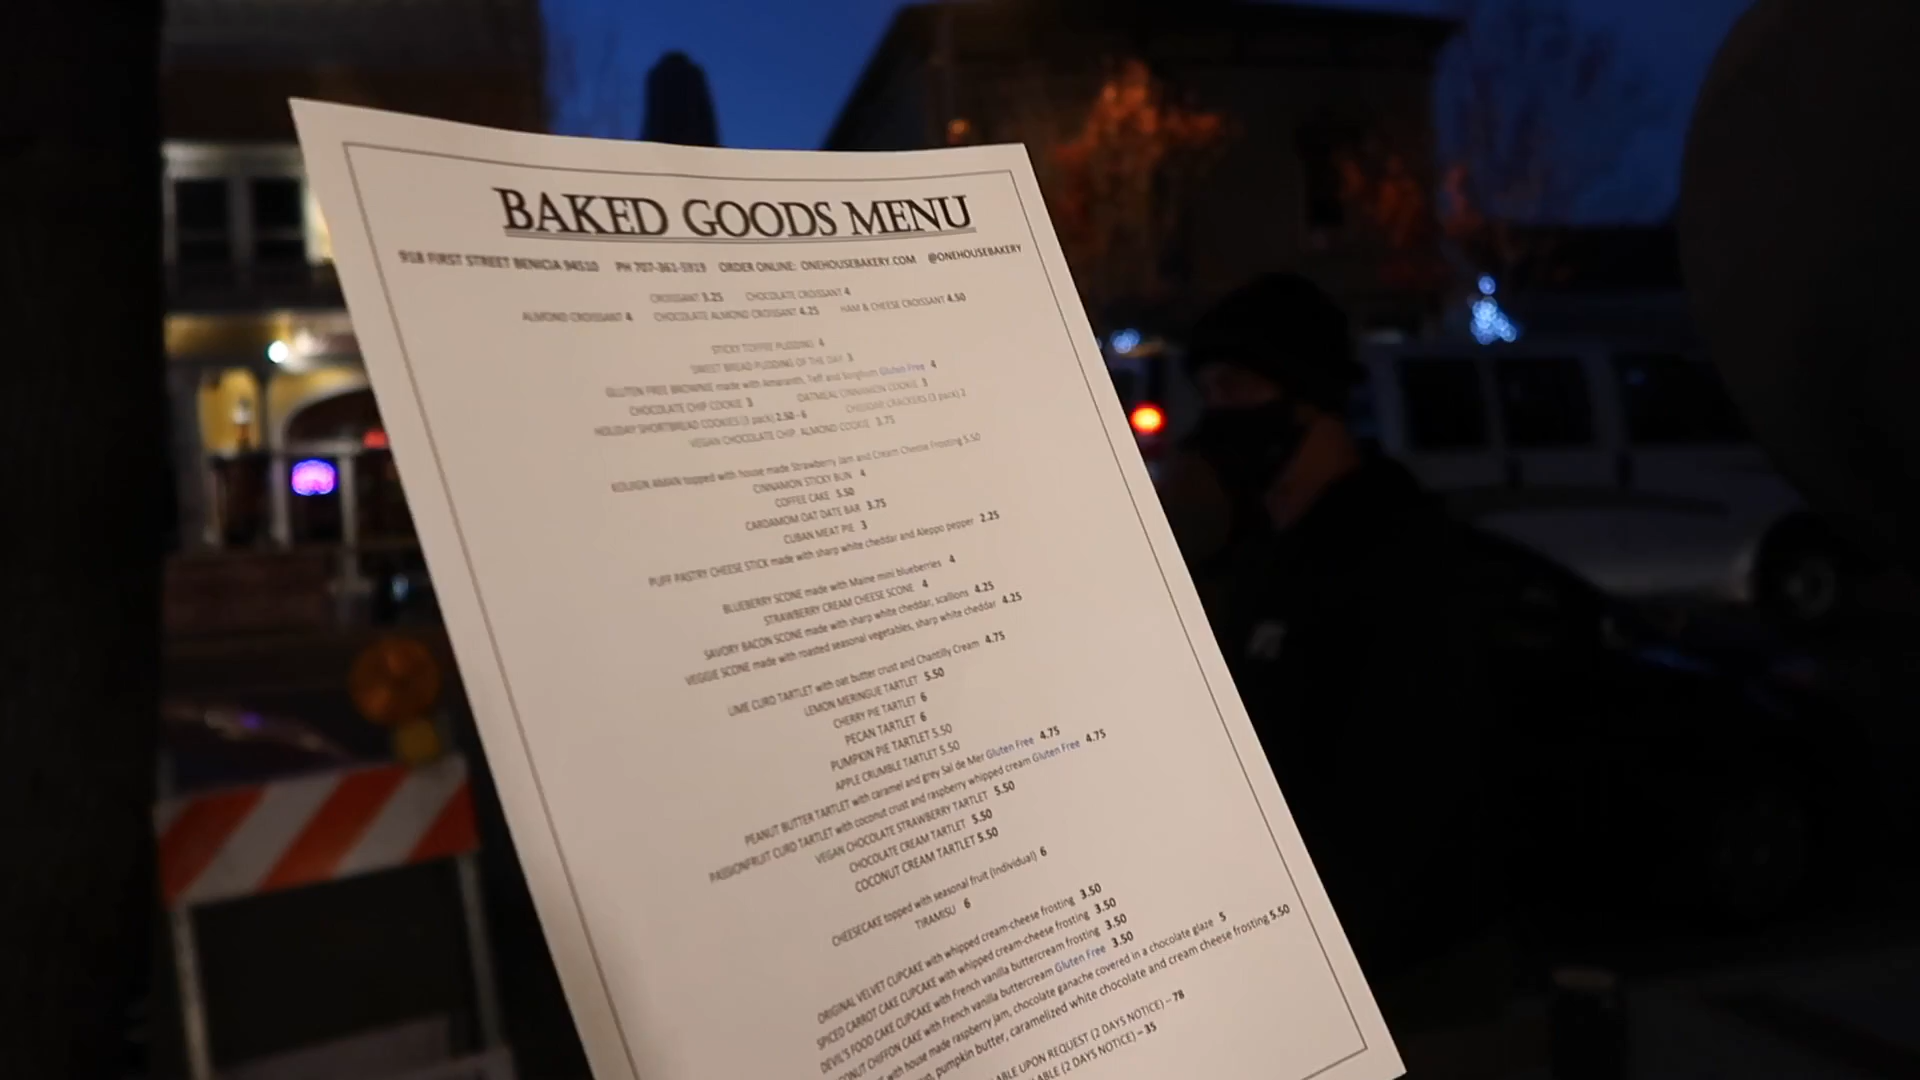 BAKED GOODS MENU
918 FIRST STREET BENICIA 94510 PH 707-361-5919 ORDER ONLINE: ONEHOUSEBAKERY.COM @ONEHOUSEBAKERY
CROISSANT 3.25 CHOCOLATE CROISSANT 4
ALMOND CROISSANT 4 CHOCOLATE ALMOND CROISSANT 4.25 HAM & CHEESE CROISSANT 4.50
STICKY TOFFEE PUDDING 4
SWEET BREAD PUDDING OF THE DAY 3
GLUTEN FREE BROWNIE made with Amaranth, Teff and Sorghum Gluten Free 4
CHOCOLATE CHIP COOKIE 3 OATMEAL CINNAMON COOKIE 3
HOLIDAY SHORTBREAD COOKIES (3 pack) 2.50 - 6 CHEDDAR CRACKERS (3 pack) 2
VEGAN CHOCOLATE CHIP ALMOND COOKIE 3.75
KOUIGN AMAN topped with house made Strawberry Jam and Cream Cheese Frosting 5.50
CINNAMON STICKY BUN 4
COFFEE CAKE 5.50
CARDAMOM OAT DATE BAR 3.75
CUBAN MEAT PIE 3
PUFF PASTRY CHEESE STICK made with sharp white cheddar and Aleppo pepper 2.25
BLUEBERRY SCONE made with Maine mini blueberries 4
STRAWBERRY CREAM CHEESE SCONE 4
SAVORY BACON SCONE made with sharp white cheddar, scallions 4.25
VEGGIE SCONE made with roasted seasonal vegetables, sharp white cheddar 4.25
LIME CURD TARTLET with oat butter crust and Chantilly Cream 4.75
LEMON MERINGUE TARTLET 5.50
CHERRY PIE TARTLET 6
PECAN TARTLET 6
PUMPKIN PIE TARTLET 5.50
APPLE CRUMBLE TARTLET 5.50
PEANUT BUTTER TARTLET with caramel and grey Sal de Mer Gluten Free 4.75
PASSIONFRUIT CURD TARTLET with coconut crust and raspberry whipped cream Gluten Free 4.75
VEGAN CHOCOLATE STRAWBERRY TARTLET 5.50
CHOCOLATE CREAM TARTLET 5.50
COCONUT CREAM TARTLET 5.50
CHEESECAKE topped with seasonal fruit (Individual) 6
TIRAMISU 6
ORIGINAL VELVET CUPCAKE with whipped cream-cheese frosting 3.50
SPICED CARROT CAKE CUPCAKE with whipped cream-cheese frosting 3.50
DEVIL'S FOOD CAKE CUPCAKE with French vanilla buttercream frosting 3.50
CHIFFON CAKE with French vanilla buttercream Gluten Free 3.50
with house made raspberry jam, chocolate ganache covered in a chocolate glaze 5
pumpkin butter, caramelized white chocolate and cream cheese frosting 5.50
UPON REQUEST (2 DAYS NOTICE) – 78
(2 DAYS NOTICE) – 35